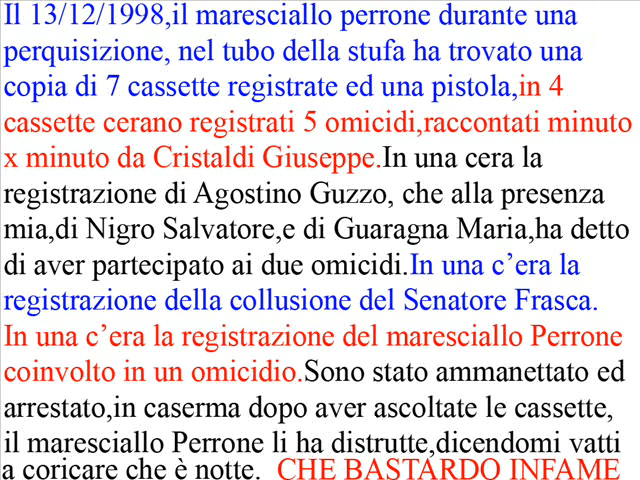 Il 13/12/1998,il maresciallo perrone durante una
perquisizione, nel tubo della stufa ha trovato una
copia di 7 cassette registrate ed una pistola,in 4
cassette cerano registrati 5 omicidi,raccontati minuto
x minuto da Cristaldi Giuseppe.In una cera la
registrazione di Agostino Guzzo, che alla presenza
mia,di Nigro Salvatore,e di Guaragna Maria,ha detto
di aver partecipato ai due omicidi.In una c’era la
registrazione della collusione del Senatore Frasca.
In una c’era la registrazione del maresciallo Perrone
coinvolto in un omicidio.Sono stato ammanettato ed
arrestato,in caserma dopo aver ascoltate le cassette,
il maresciallo Perrone li ha distrutte,dicendomi vatti
a coricare che è notte. CHE BASTARDO INFAME